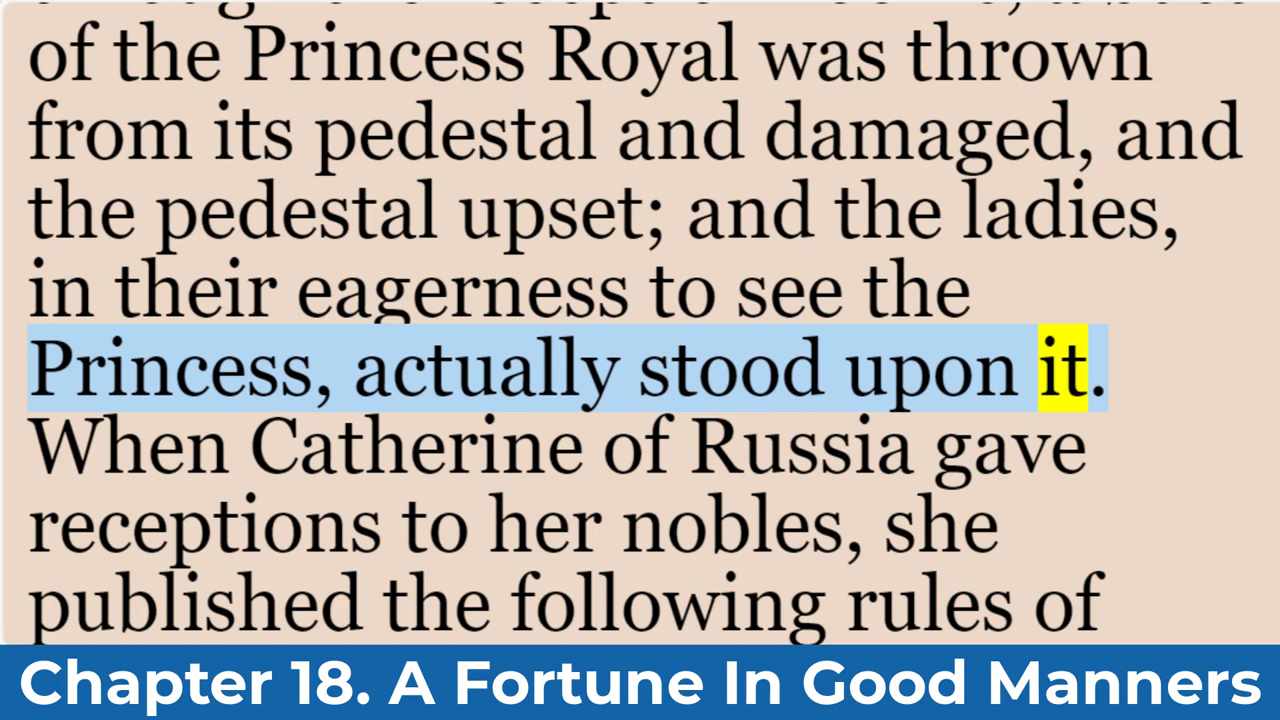 of the Princess Royal was thrown
from its pedestal and damaged, and
the pedestal upset; and the ladies,
in their eagerness to see the
Princess, actually stood upon it.
When Catherine of Russia gave
receptions to her nobles, she
published the following rules of
Chapter 18. A Fortune In Good Manners